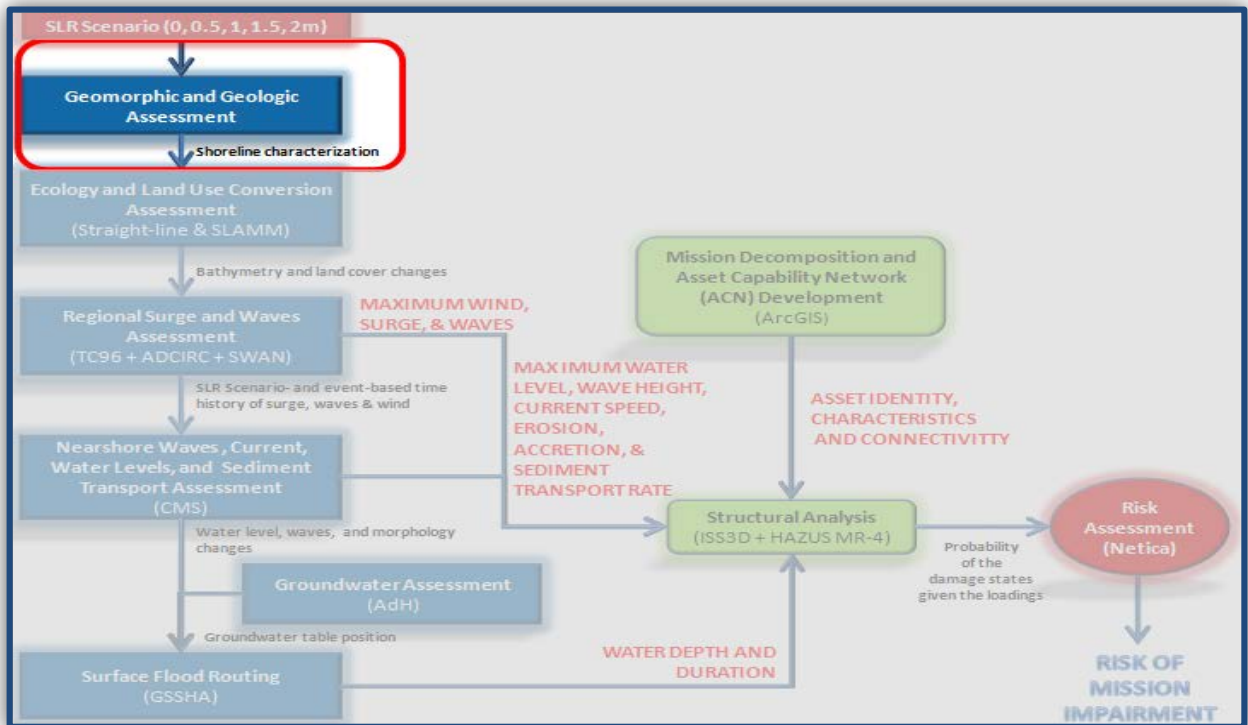 SLR Scenario (0, 0.5, 1, 1.5, 2m)
Geomorphic and Geologic
Assessment
Shoreline characterization
Ecology and Land Use Conversion
Assessment
(Straight-line & SLAMM)
Bathymetry and land cover changes
Regional Surge and Waves
Assessment
(TC96 + ADCIRC + SWAN)
SLR Scenario- and event-based time
history of surge, waves & wind
Nearshore Waves, Current,
Water Levels, and Sediment
Transport Assessment
(CMS)
Water level, waves, and morphology
changes
Groundwater Assessment
(AdH)
Groundwater table position
Surface Flood Routing
(GSSHA)
MAXIMUM WIND,
SURGE, & WAVES
MAXIMUM WATER
LEVEL, WAVE HEIGHT,
CURRENT SPEED,
EROSION,
ACCRETION, &
SEDIMENT
TRANSPORT RATE
WATER DEPTH AND
DURATION
Mission Decomposition and
Asset Capability Network
(ACN) Development
(ArcGIS)
ASSET IDENTITY,
CHARACTERISTICS
AND CONNECTIVITTY
Structural Analysis
(ISS3D + HAZUS MR-4)
Probability
of the
damage states
given the loadings
Risk
Assessment
(Netica)
RISK OF
MISSION
IMPAIRMENT